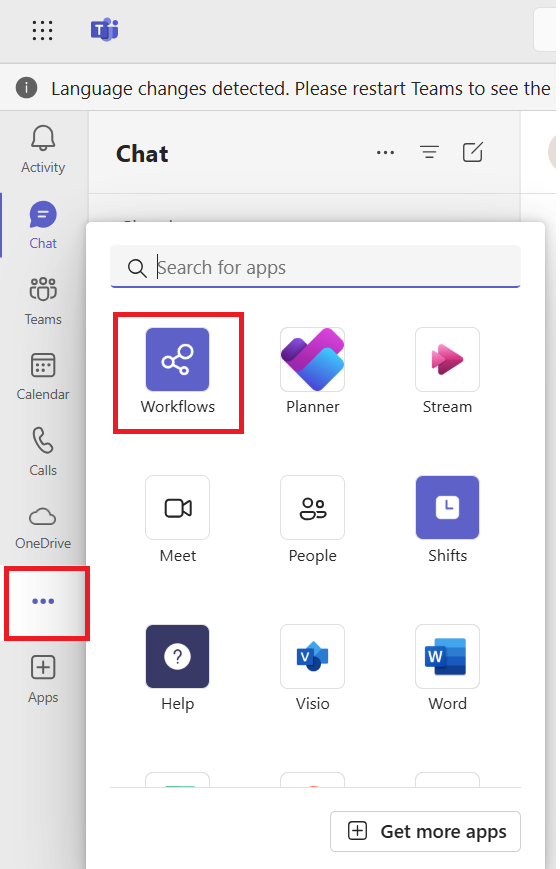 Language changes detected. Please restart Teams to see the
Activity
Chat
Teams
Calendar
Calls
OneDrive
Apps
Chat
Search for apps
Workflows
Planner
Stream
Meet
People
Shifts
Help
Visio
Word
Get more apps